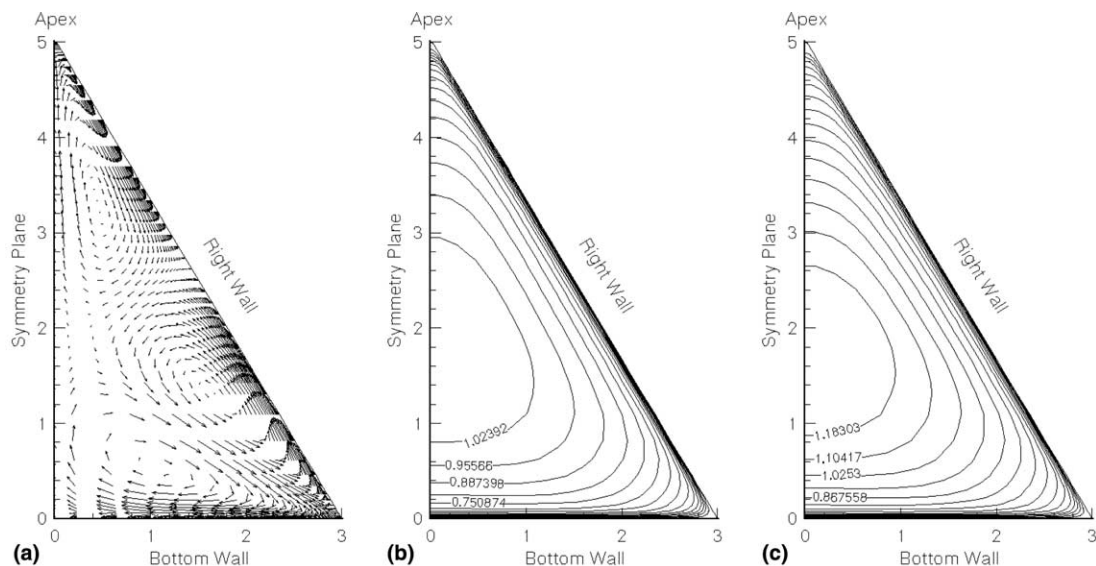 Apex
5
4
3
2
1
0
Symmetry Plane
Right Wall
0 1 2 3
Bottom Wall
(a)
Apex
5
4
3
2
1
0
Symmetry Plane
Right Wall
1.02392
0.95566
0.887398
0.750874
0 1 2 3
Bottom Wall
(b)
Apex
5
4
3
2
1
0
Symmetry Plane
Right Wall
1.18303
1.10417
1.0253
0.867558
0 1 2 3
Bottom Wall
(c)